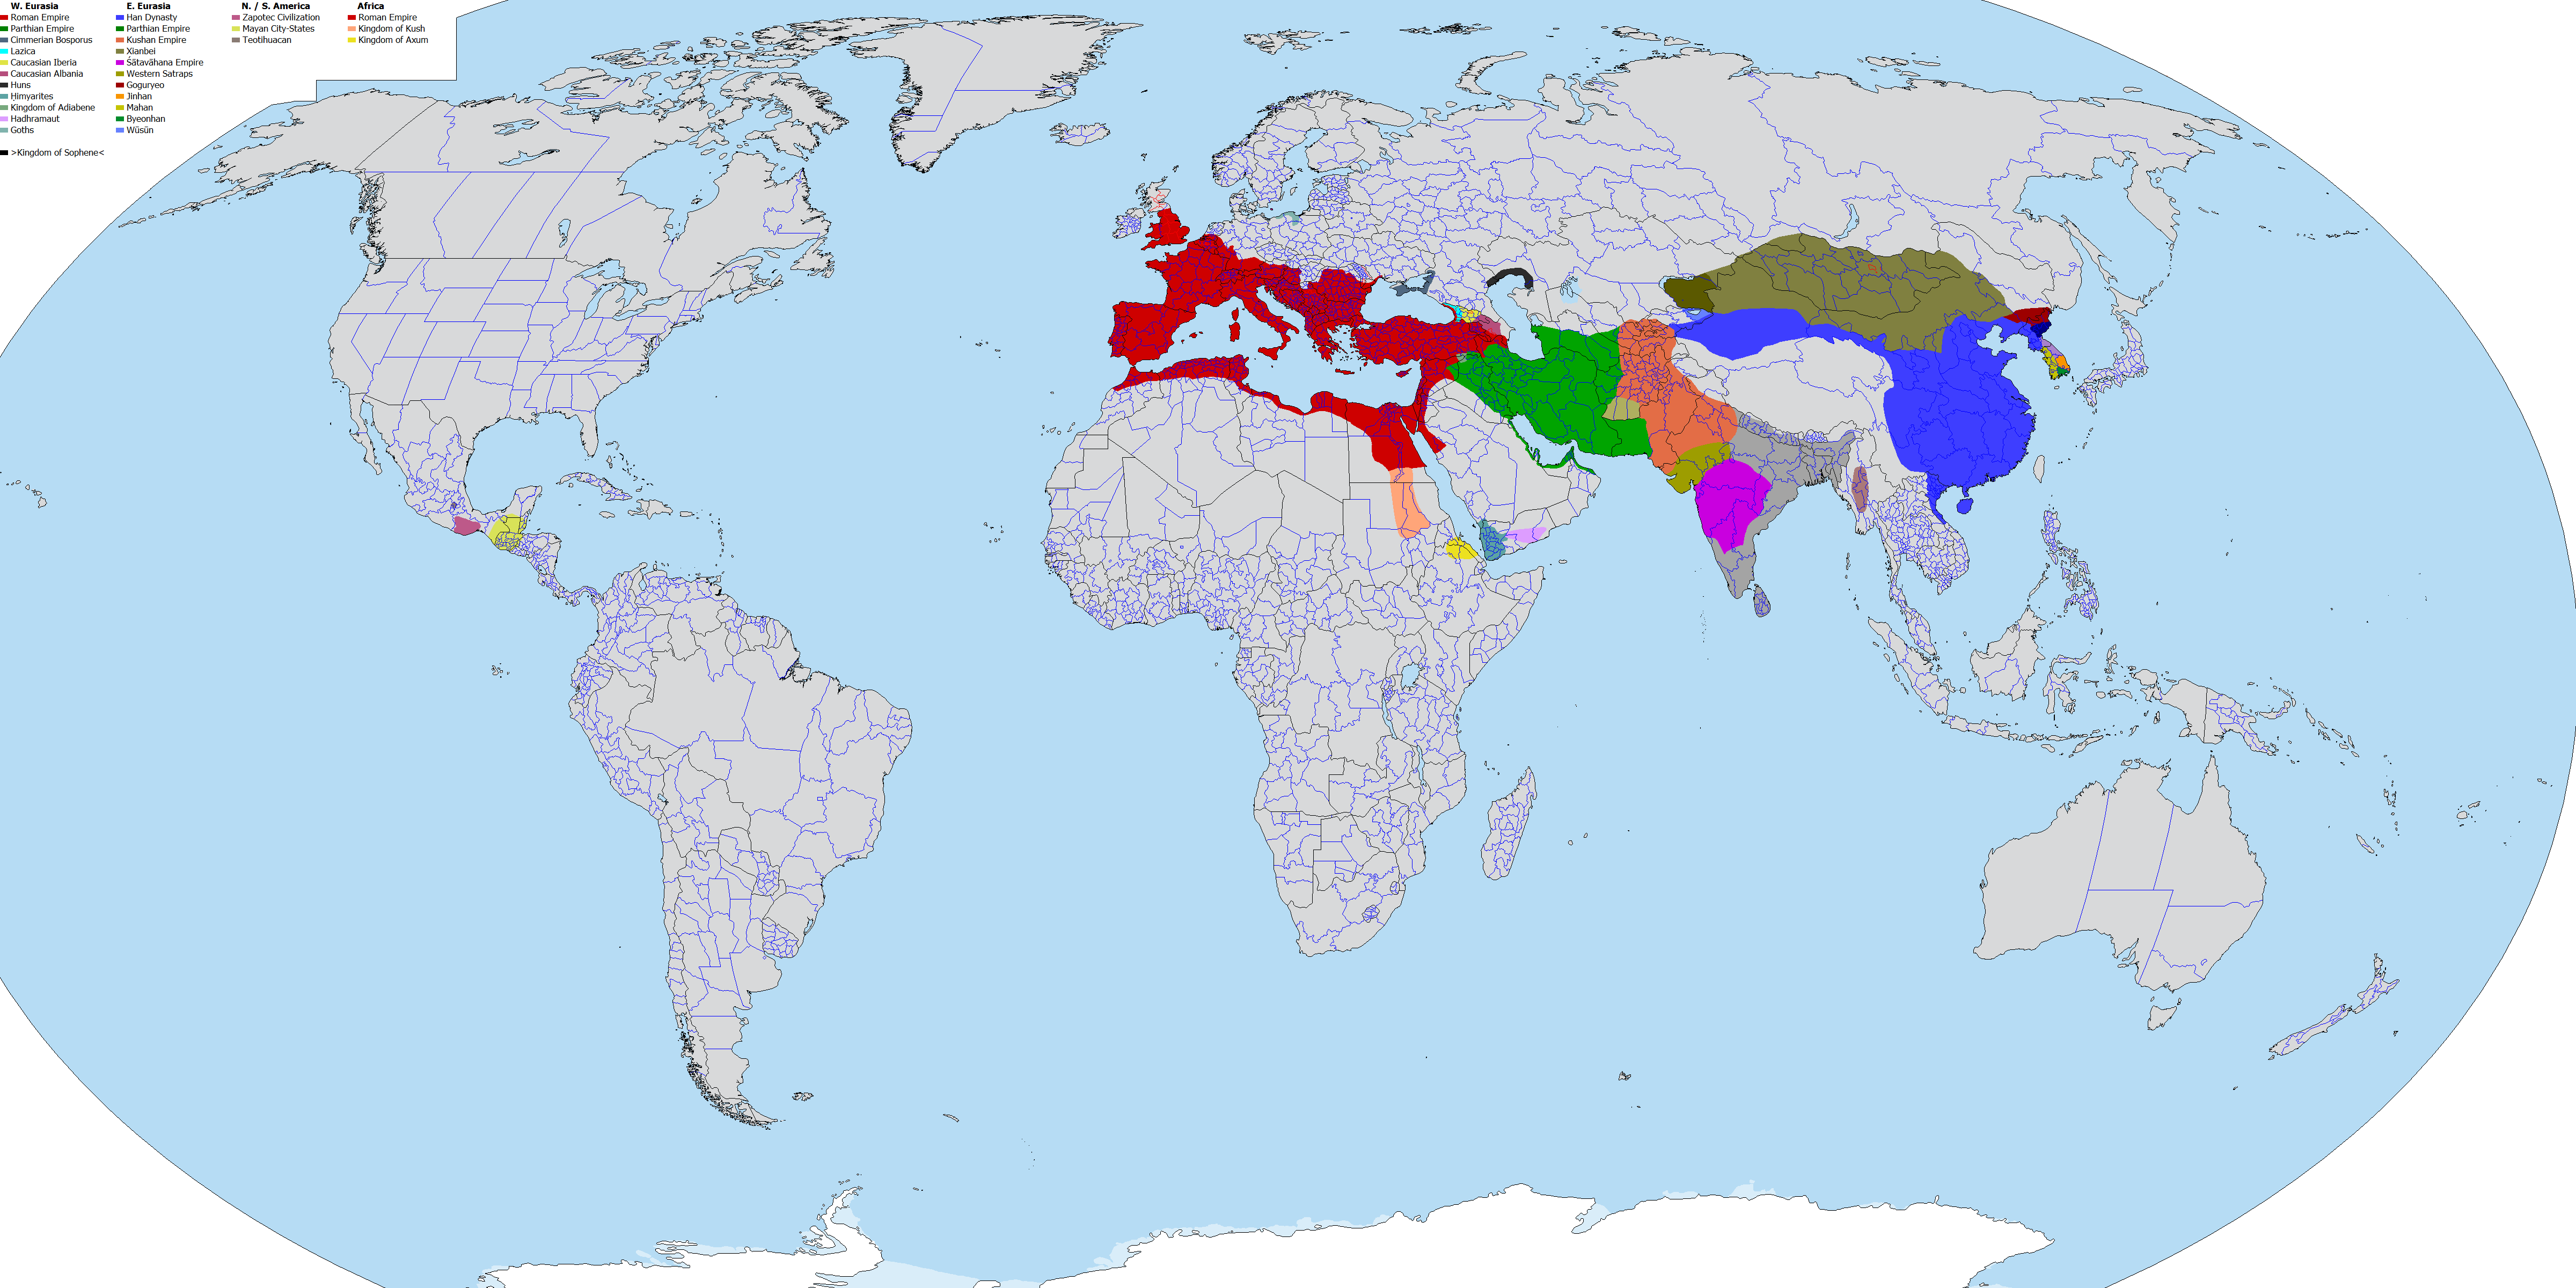 W. Eurasia
Roman Empire
Parthian Empire
Cimmerian Bosporus
Lazica
Caucasian Iberia
Caucasian Albania
Huns
Ḥimyarites
Kingdom of Adiabene
Hadhramaut
Goths
>Kingdom of Sophene<
E. Eurasia
Han Dynasty
Parthian Empire
Kushan Empire
Xianbei
Śātavāhana Empire
Western Satraps
Goguryeo
Jinhan
Mahan
Byeonhan
Wūsūn
N. / S. America
Zapotec Civilization
Mayan City-States
Teotihuacan
Africa
Roman Empire
Kingdom of Kush
Kingdom of Axum